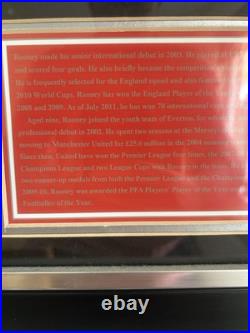 Rooney made his senior international debut in 2003. He played at
and scored four goals. He also briefly became the competition's
is frequently selected for the England squad and also featured
2010 World Cups. Rooney has won the England Player of the Year
2008 and 2009. As of July 2011, he has won 70 international caps
Aged nine, Rooney joined the youth team of Everton, for whom he
professional debut in 2002. He spent two seasons at the Merseyside
moving to Manchester United for £25.6 million in the 2004 summer
Since then, United have won the Premier League four times, the 2007
Champions League and two League Cups with Rooney in the team. He
two runner-up medals from both the Premier League and the Champions
2009-10, Rooney was awarded the PFA Players' Player of the Year and
Footballer of the Year.